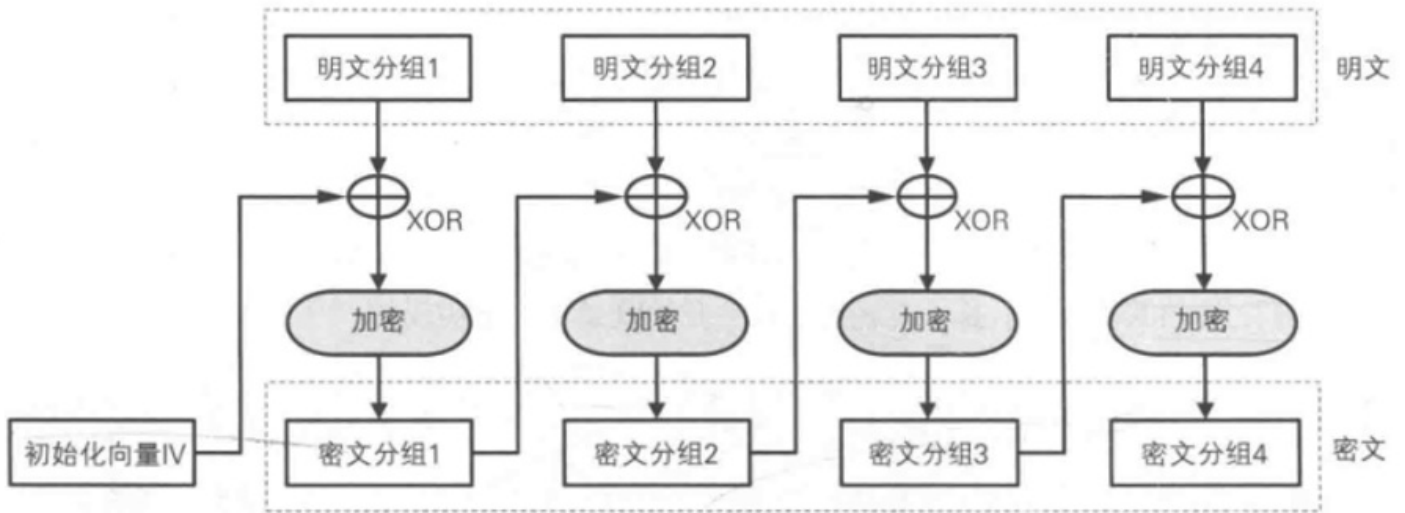 明文分组1
明文分组2
明文分组3
明文分组4
明文
XOR
XOR
XOR
XOR
加密
加密
加密
加密
初始化向量IV
密文分组1
密文分组2
密文分组3
密文分组4
密文